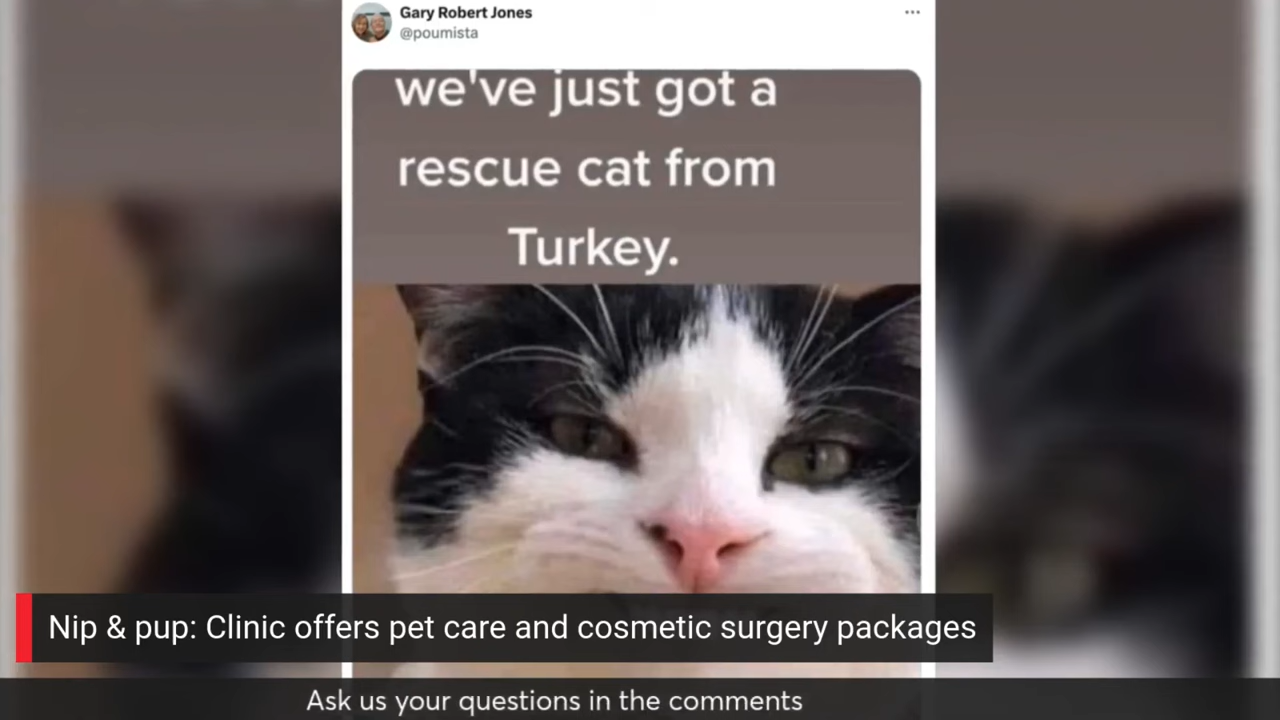 Gary Robert Jones
@poumista
we've just got a
rescue cat from
Turkey.
Nip & pup: Clinic offers pet care and cosmetic surgery packages
Ask us your questions in the comments